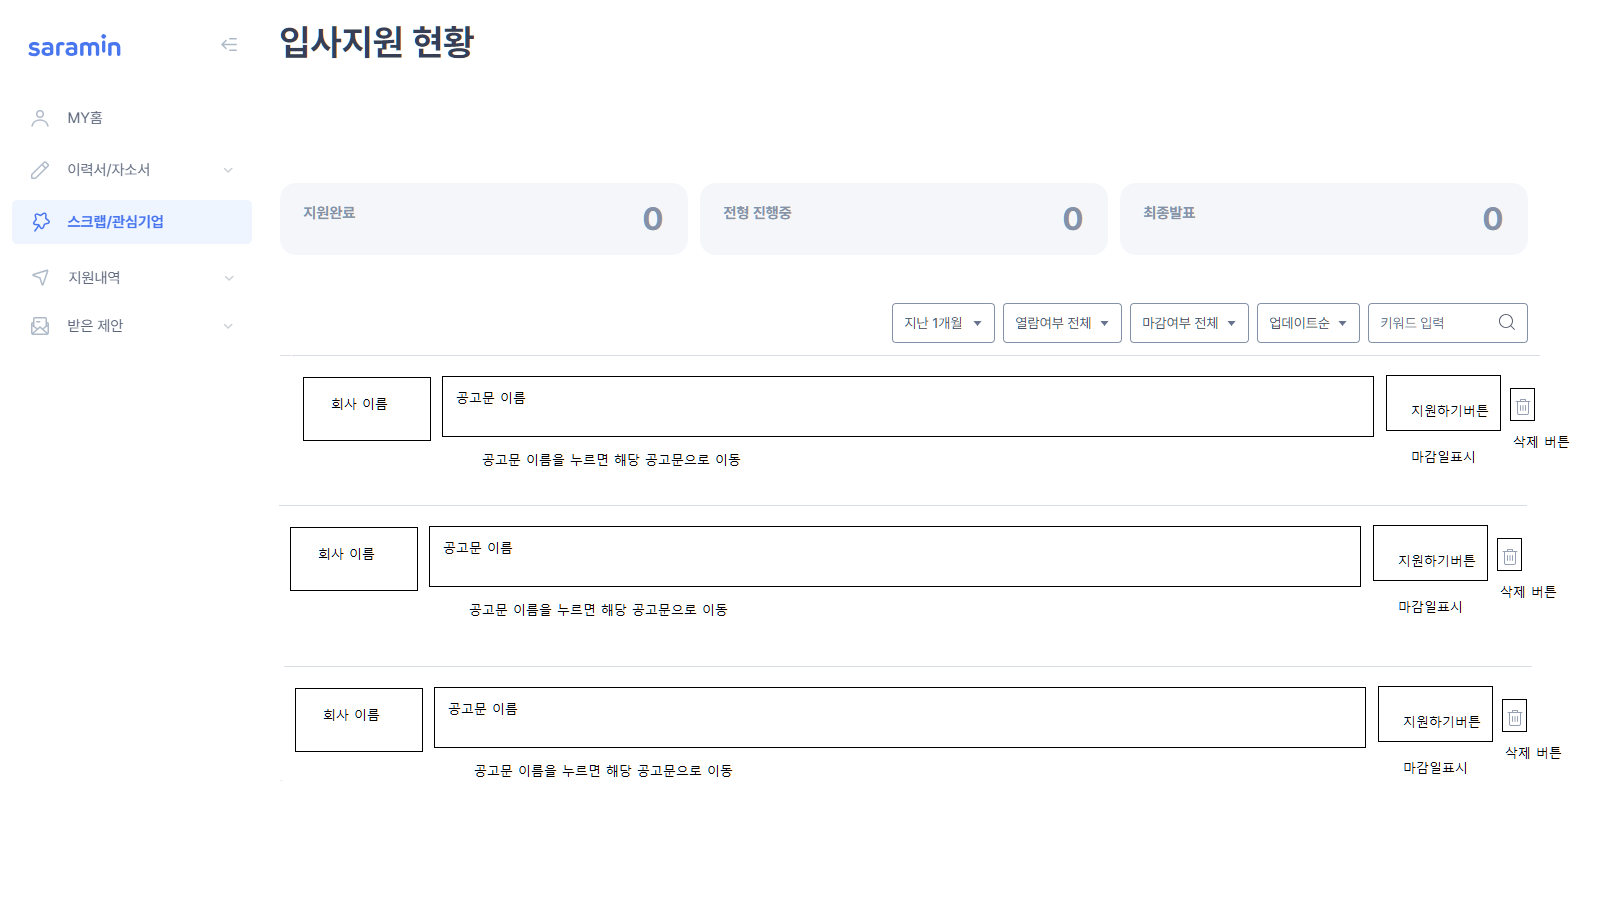 saramin
MY홈
이력서/자소서
스크랩/관심기업
지원내역
받은 제안
입사지원 현황
지원완료 0
전형 진행중 0
최종발표 0
지난 1개월
열람여부 전체
마감여부 전체
업데이트순
키워드 입력
회사 이름
공고문 이름
지원하기버튼
삭제 버튼
공고문 이름을 누르면 해당 공고문으로 이동
마감일표시
회사 이름
공고문 이름
지원하기버튼
삭제 버튼
공고문 이름을 누르면 해당 공고문으로 이동
마감일표시
회사 이름
공고문 이름
지원하기버튼
삭제 버튼
공고문 이름을 누르면 해당 공고문으로 이동
마감일표시